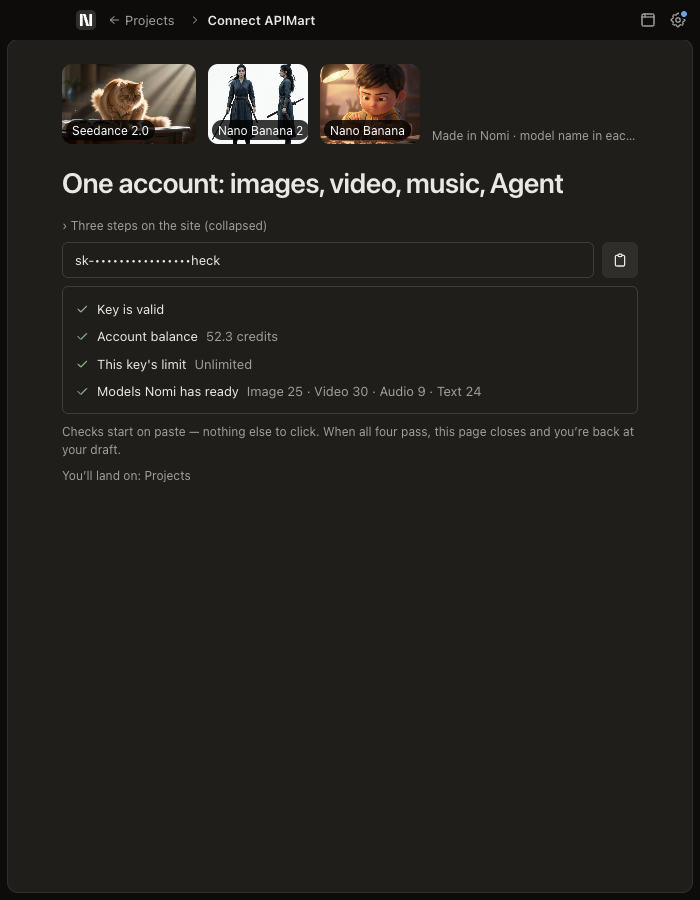 N
← Projects
Connect APIMart
Seedance 2.0
Nano Banana 2
Nano Banana
Made in Nomi · model name in eac...
One account: images, video, music, Agent
› Three steps on the site (collapsed)
sk-················heck
Key is valid
Account balance 52.3 credits
This key's limit Unlimited
Models Nomi has ready Image 25 · Video 30 · Audio 9 · Text 24
Checks start on paste — nothing else to click. When all four pass, this page closes and you're back at
your draft.
You'll land on: Projects